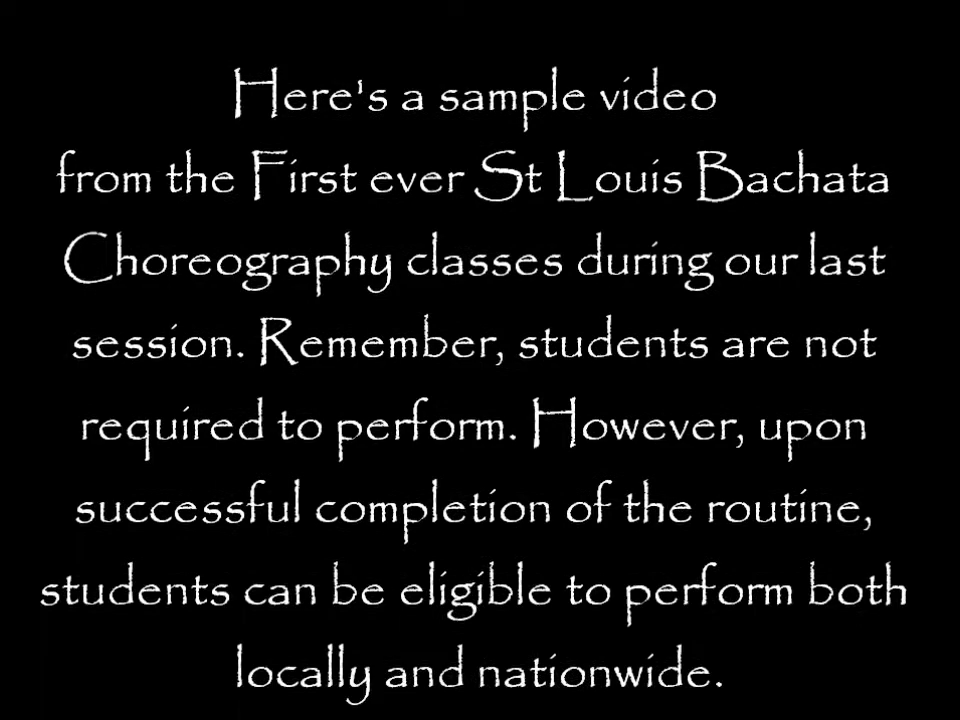 Here's a sample video
from the First ever St Louis Bachata
Choreography classes during our last
session. Remember, students are not
required to perform. However, upon
successful completion of the routine,
students can be eligible to perform both
locally and nationwide.